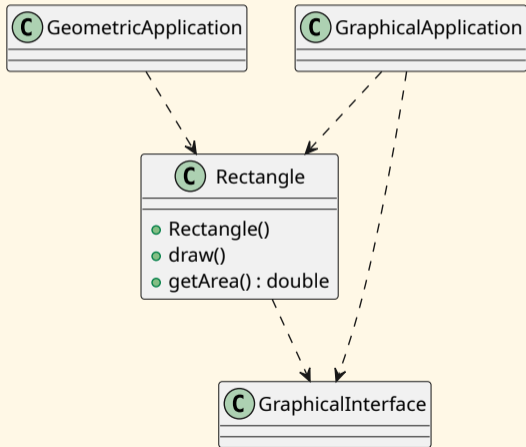 C GeometricApplication
C GraphicalApplication
C Rectangle
Rectangle()
draw()
getArea() : double
C GraphicalInterface